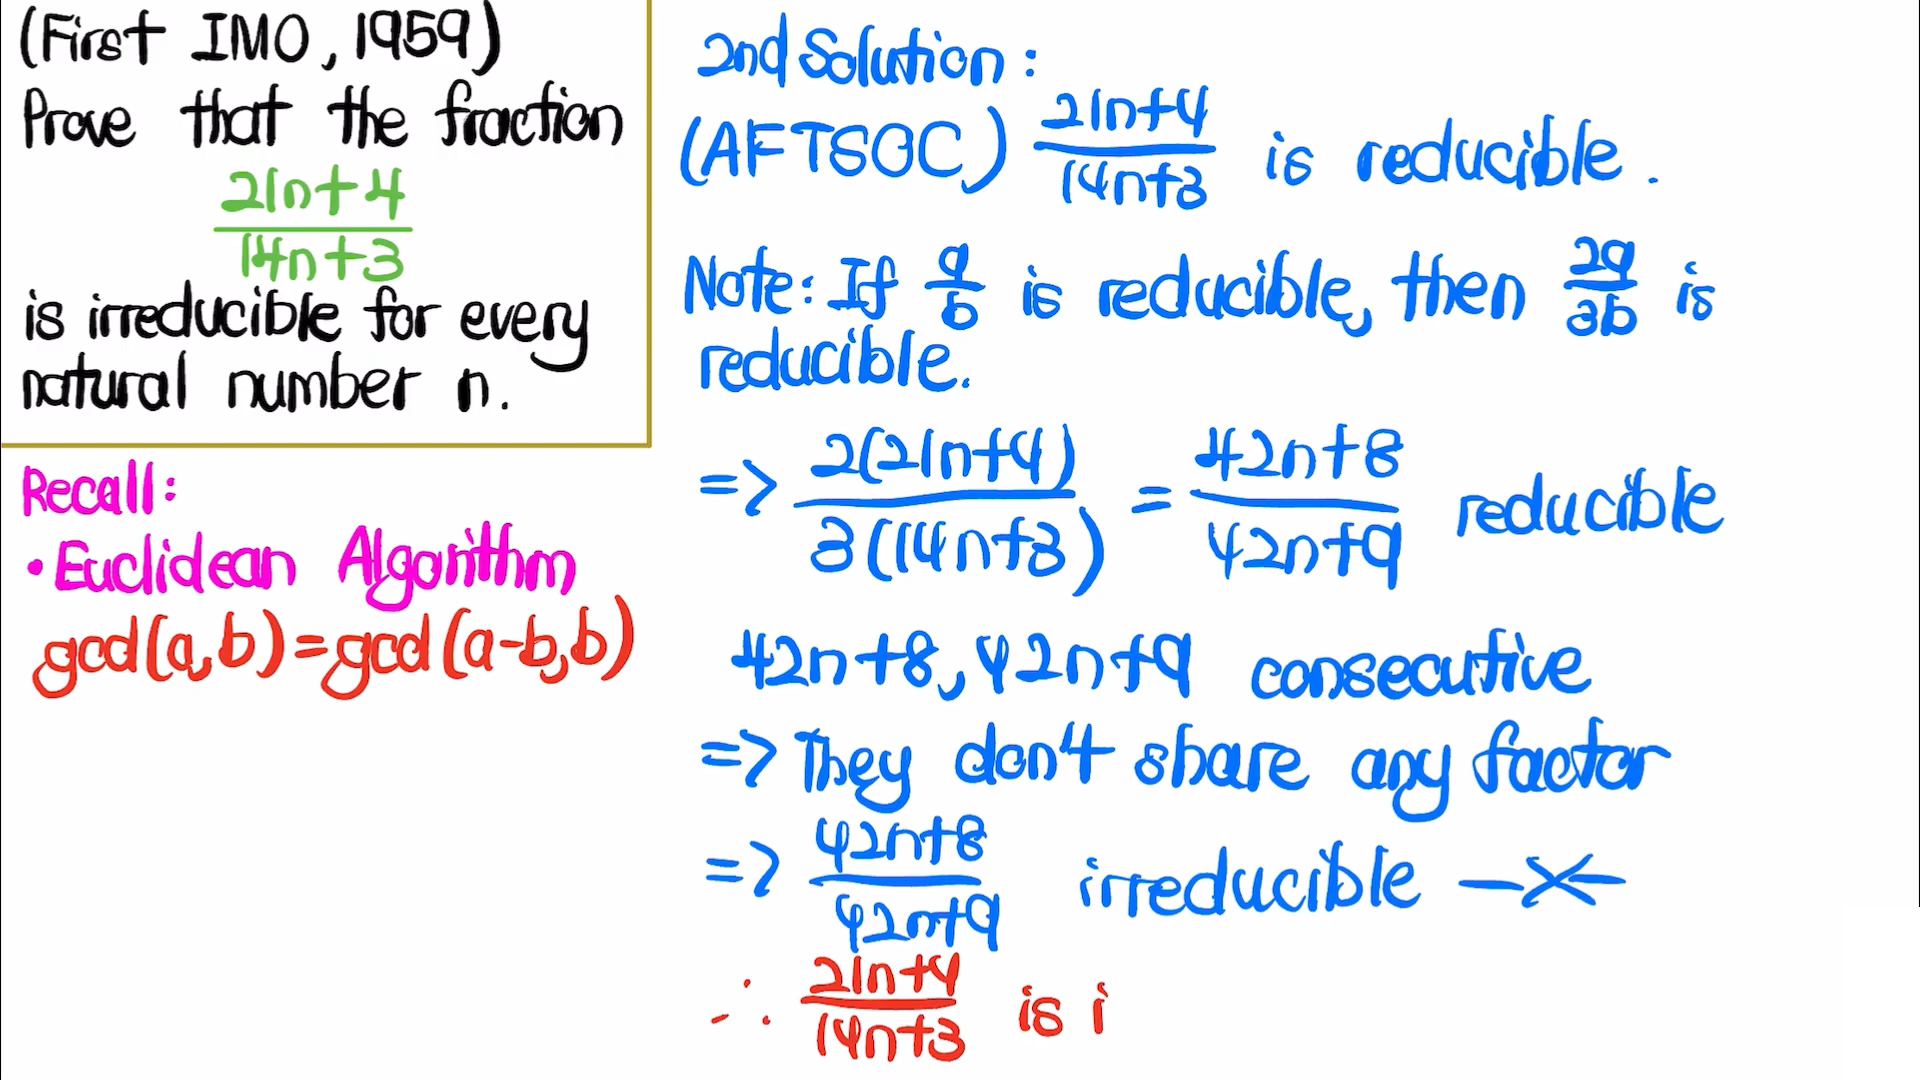 (First IMO, 1959)
Prove that the fraction
21n+4
14n+3
is irreducible for every
natural number n.
Recall:
• Euclidean Algorithm
gcd(a,b)=gcd(a-b,b)
2nd Solution:
(AFTSOC) 21n+4/14n+3 is reducible.
Note: If a/b is reducible, then 2a/3b is
reducible.
=> 2(21n+4)/3(14n+3) = 42n+8/42n+9 reducible
42n+8, 42n+9 consecutive
=> They don't share any factor
=> 42n+8/42n+9 irreducible —×—
∴ 21n+4/14n+3 is i